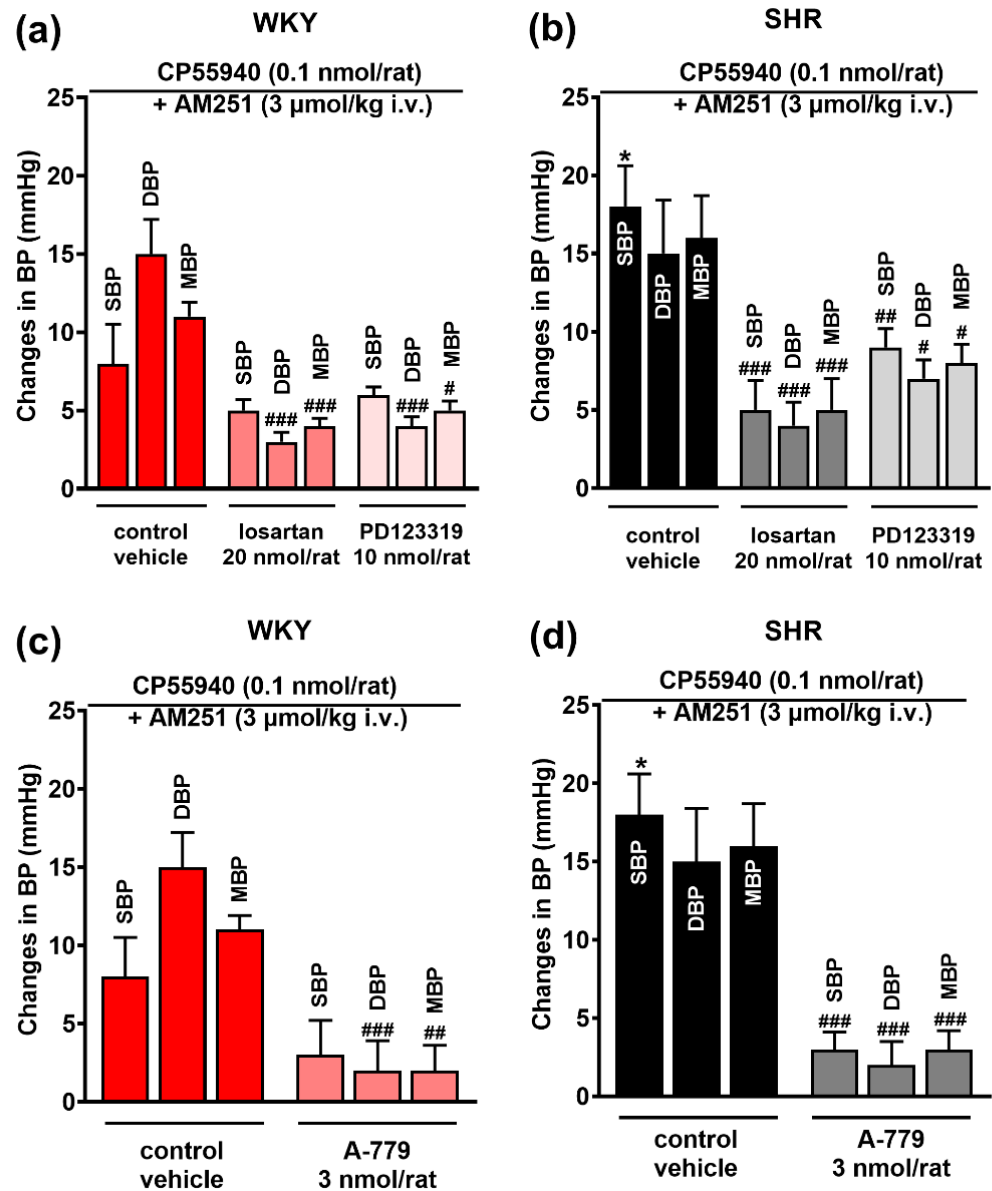 (a)
WKY
CP55940 (0.1 nmol/rat)
+ AM251 (3 µmol/kg i.v.)
Changes in BP (mmHg)
25
20
15
10
5
0
SBP
DBP
MBP
SBP
DBP
###
MBP
###
SBP
DBP
###
MBP
#
control
vehicle
losartan
20 nmol/rat
PD123319
10 nmol/rat
(b)
SHR
CP55940 (0.1 nmol/rat)
+ AM251 (3 µmol/kg i.v.)
Changes in BP (mmHg)
25
20
15
10
5
0
*
SBP
DBP
MBP
SBP
###
DBP
###
MBP
###
SBP
##
DBP
#
MBP
#
control
vehicle
losartan
20 nmol/rat
PD123319
10 nmol/rat
(c)
WKY
CP55940 (0.1 nmol/rat)
+ AM251 (3 µmol/kg i.v.)
Changes in BP (mmHg)
25
20
15
10
5
0
SBP
DBP
MBP
SBP
DBP
###
MBP
##
control
vehicle
A-779
3 nmol/rat
(d)
SHR
CP55940 (0.1 nmol/rat)
+ AM251 (3 µmol/kg i.v.)
Changes in BP (mmHg)
25
20
15
10
5
0
*
SBP
DBP
MBP
SBP
###
DBP
###
MBP
###
control
vehicle
A-779
3 nmol/rat